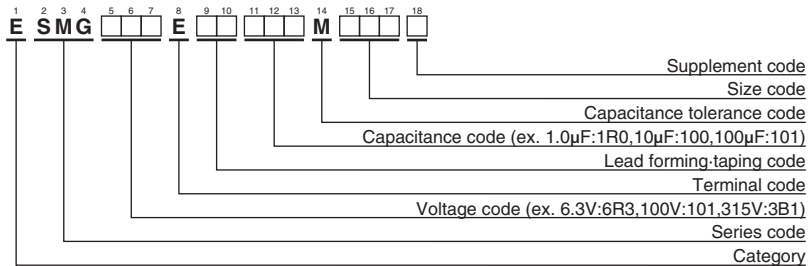 1 2 3 4 5 6 7 8 9 10 11 12 13 14 15 16 17 18
E SMG E M
Supplement code
Size code
Capacitance tolerance code
Capacitance code (ex. 1.0µF:1R0,10µF:100,100µF:101)
Lead forming·taping code
Terminal code
Voltage code (ex. 6.3V:6R3,100V:101,315V:3B1)
Series code
Category